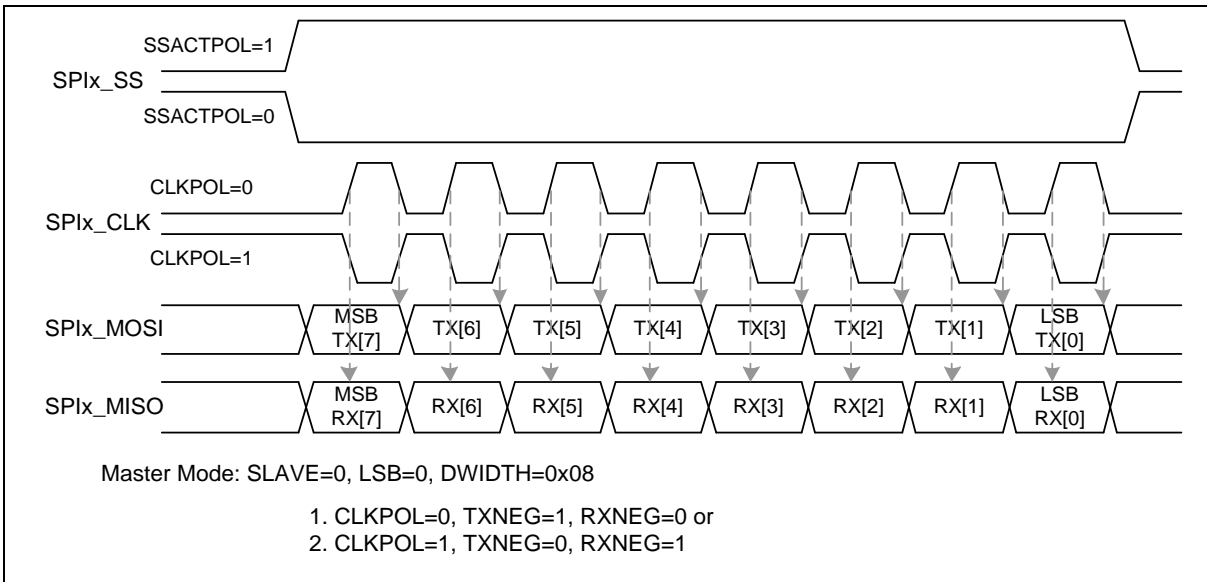 SSACTPOL=1
SPIx_SS
SSACTPOL=0
CLKPOL=0
SPIx_CLK
CLKPOL=1
SPIx_MOSI
MSB TX[7] TX[6] TX[5] TX[4] TX[3] TX[2] TX[1] LSB TX[0]
SPIx_MISO
MSB RX[7] RX[6] RX[5] RX[4] RX[3] RX[2] RX[1] LSB RX[0]
Master Mode: SLAVE=0, LSB=0, DWIDTH=0x08
1. CLKPOL=0, TXNEG=1, RXNEG=0 or
2. CLKPOL=1, TXNEG=0, RXNEG=1